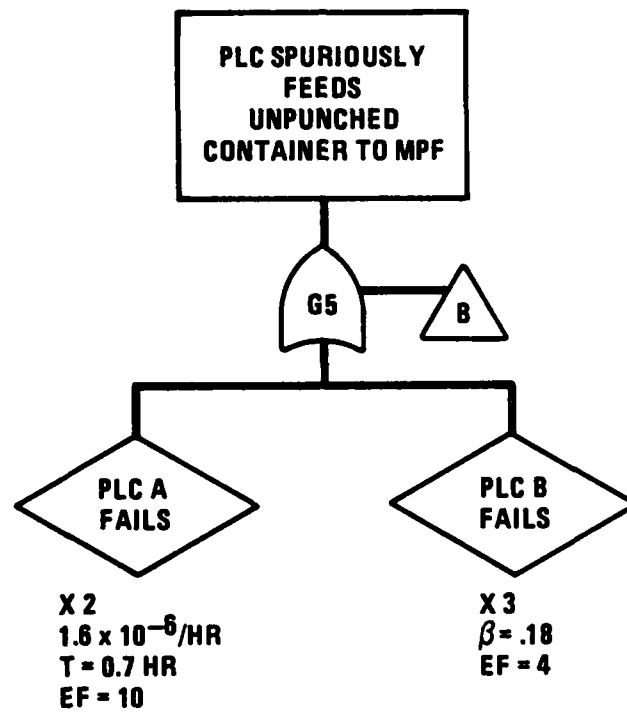 PLC SPURIOUSLY
FEEDS
UNPUNCHED
CONTAINER TO MPF
G5
B
PLC A
FAILS
PLC B
FAILS
X 2
1.6 x 10⁻⁶/HR
T = 0.7 HR
EF = 10
X 3
β = .18
EF = 4